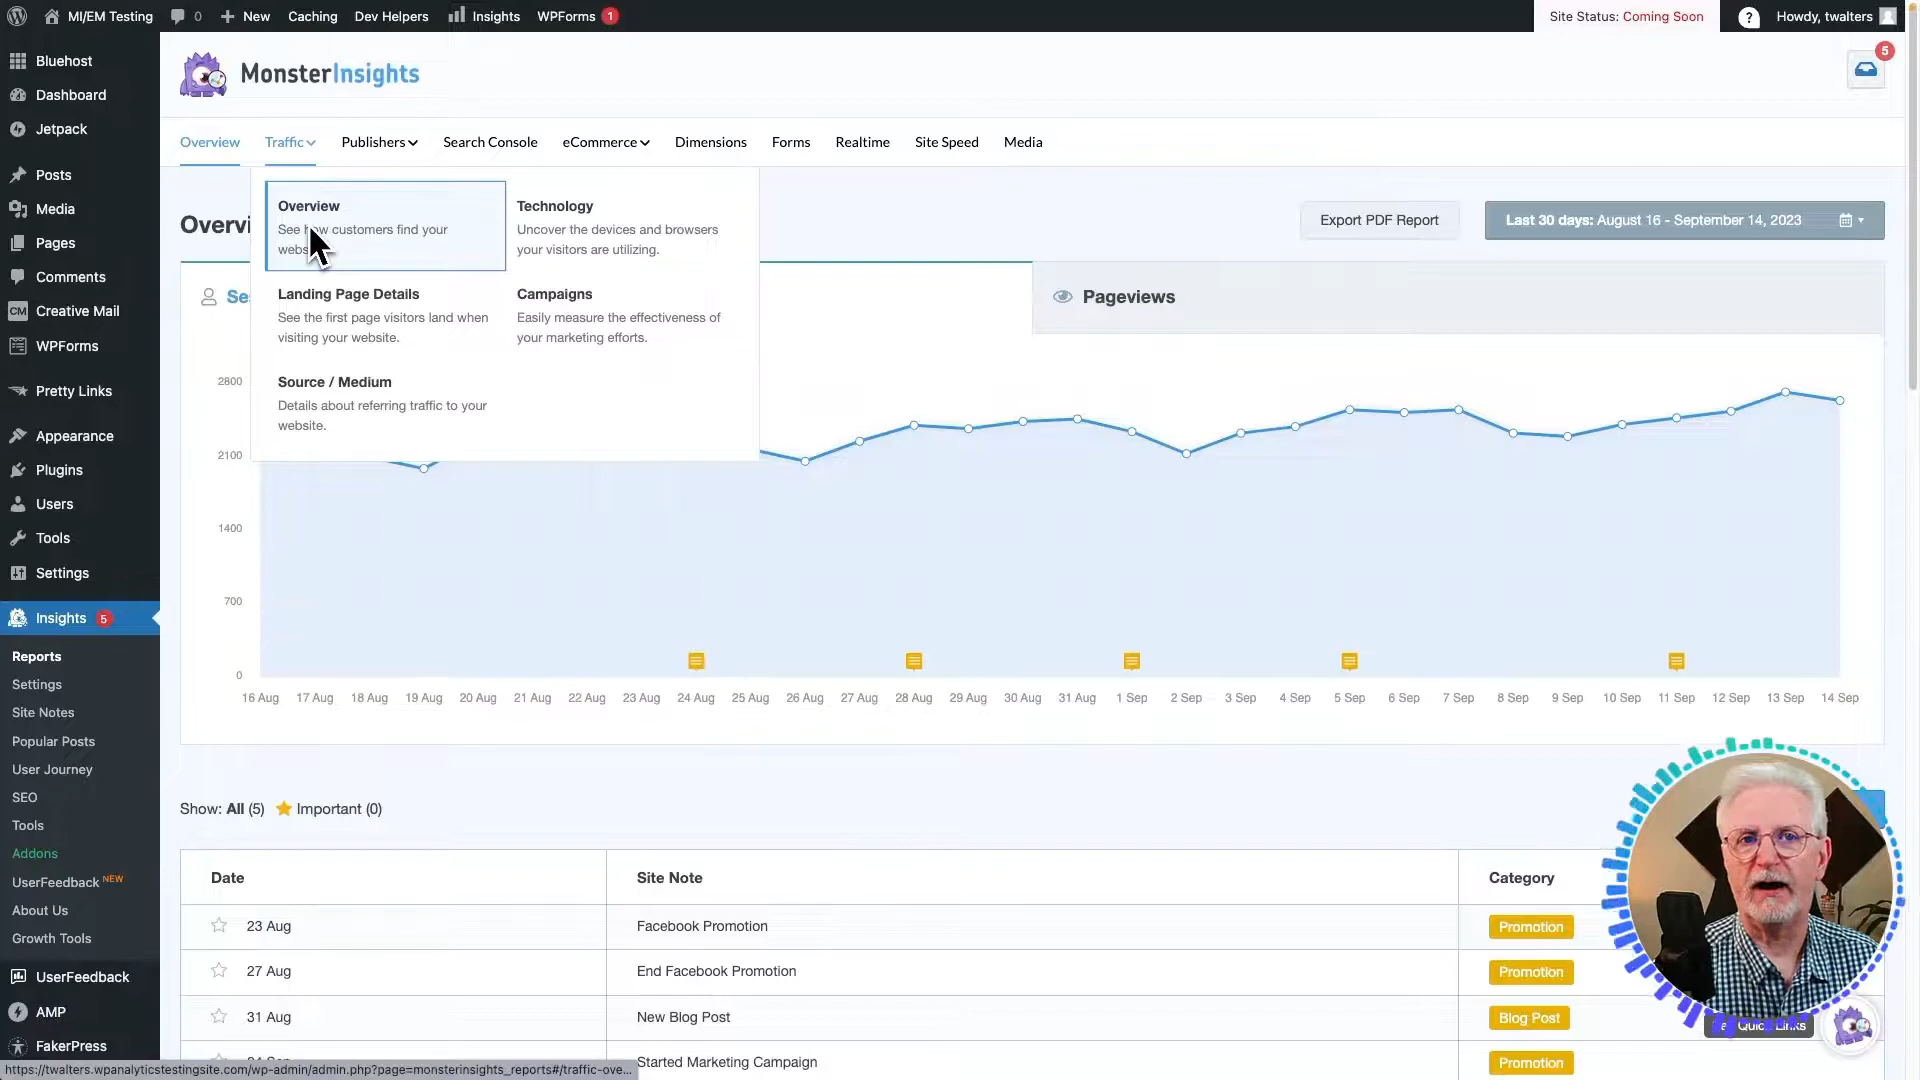 MI/EM Testing
0
New
Caching
Dev Helpers
Insights
WPForms 1
Site Status: Coming Soon
?
Howdy, twalters
Bluehost
Dashboard
Jetpack
Posts
Media
Pages
Comments
CM Creative Mail
WPForms
Pretty Links
Appearance
Plugins
Users
Tools
Settings
Insights 5
Reports
Settings
Site Notes
Popular Posts
User Journey
SEO
Tools
Addons
UserFeedback NEW
About Us
Growth Tools
UserFeedback
AMP
FakerPress
MonsterInsights
5
Overview
Traffic
Publishers
Search Console
eCommerce
Dimensions
Forms
Realtime
Site Speed
Media
Overvi
Overview
See how customers find your
webs
Technology
Uncover the devices and browsers
your visitors are utilizing.
Landing Page Details
See the first page visitors land when
visiting your website.
Campaigns
Easily measure the effectiveness of
your marketing efforts.
Source / Medium
Details about referring traffic to your
website.
Export PDF Report
Last 30 days: August 16 - September 14, 2023
Se
Pageviews
2800
2100
1400
700
0
16 Aug 17 Aug 18 Aug 19 Aug 20 Aug 21 Aug 22 Aug 23 Aug 24 Aug 25 Aug 26 Aug 27 Aug 28 Aug 29 Aug 30 Aug 31 Aug 1 Sep 2 Sep 3 Sep 4 Sep 5 Sep 6 Sep 7 Sep 8 Sep 9 Sep 10 Sep 11 Sep 12 Sep 13 Sep 14 Sep
Show: All (5) Important (0)
Date Site Note Category
23 Aug Facebook Promotion Promotion
27 Aug End Facebook Promotion Promotion
31 Aug New Blog Post Blog Post
Started Marketing Campaign Promotion
Quick Links
https://twalters.wpanalyticstestingsite.com/wp-admin/admin.php?page=monsterinsights_reports#/traffic-ove...